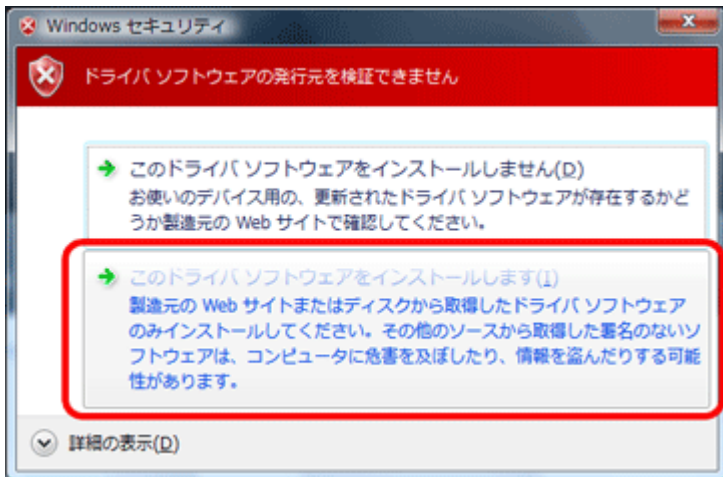 Windows セキュリティ
ドライバ ソフトウェアの発行元を検証できません
このドライバ ソフトウェアをインストールしません(D)
お使いのデバイス用の、更新されたドライバ ソフトウェアが存在するかど
うか製造元の Web サイトで確認してください。
このドライバ ソフトウェアをインストールします(I)
製造元の Web サイトまたはディスクから取得したドライバ ソフトウェア
のみインストールしてください。その他のソースから取得した署名のないソ
フトウェアは、コンピュータに危害を及ぼしたり、情報を盗んだりする可能
性があります。
詳細の表示(D)